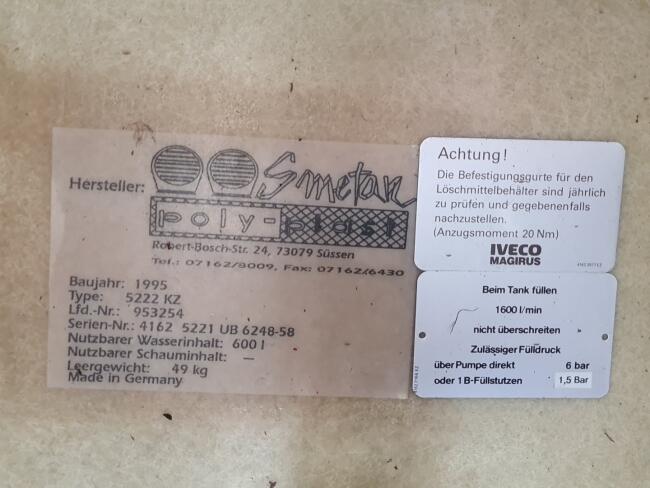 Hersteller: Smetak
poly-plast
Robert-Bosch-Str. 24, 73079 Süssen
Tel.: 07162/8009, Fax: 07162/6430
Baujahr: 1995
Type: 5222 KZ
Lfd.-Nr.: 953254
Serien-Nr.: 4162 5221 UB 6248-58
Nutzbarer Wasserinhalt: 600 l
Nutzbarer Schauminhalt: —
Leergewicht: 49 kg
Made in Germany
Achtung!
Die Befestigungsgurte für den
Löschmittelbehälter sind jährlich
zu prüfen und gegebenenfalls
nachzustellen.
(Anzugsmoment 20 Nm)
IVECO
MAGIRUS
Beim Tank füllen
1600 l/min
nicht überschreiten
Zulässiger Fülldruck
über Pumpe direkt 6 bar
oder 1 B-Füllstutzen 1,5 Bar